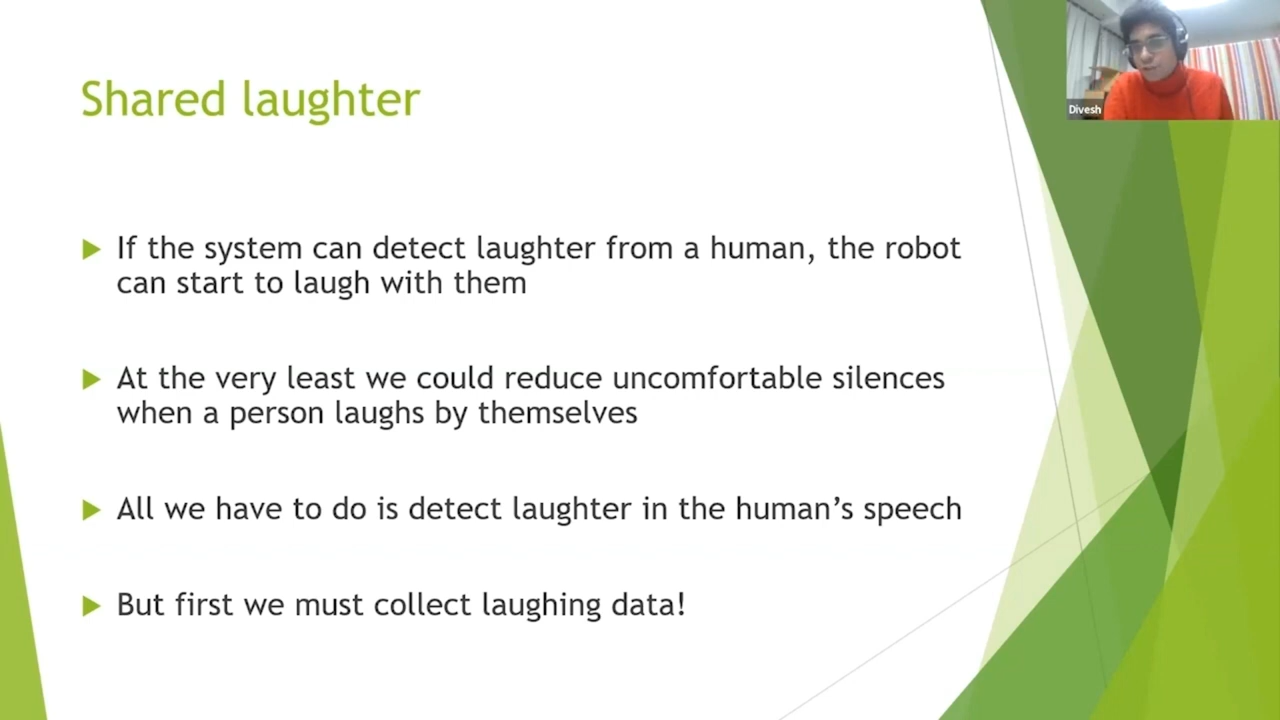 Shared laughter
Divesh
If the system can detect laughter from a human, the robot
can start to laugh with them
At the very least we could reduce uncomfortable silences
when a person laughs by themselves
All we have to do is detect laughter in the human’s speech
But first we must collect laughing data!